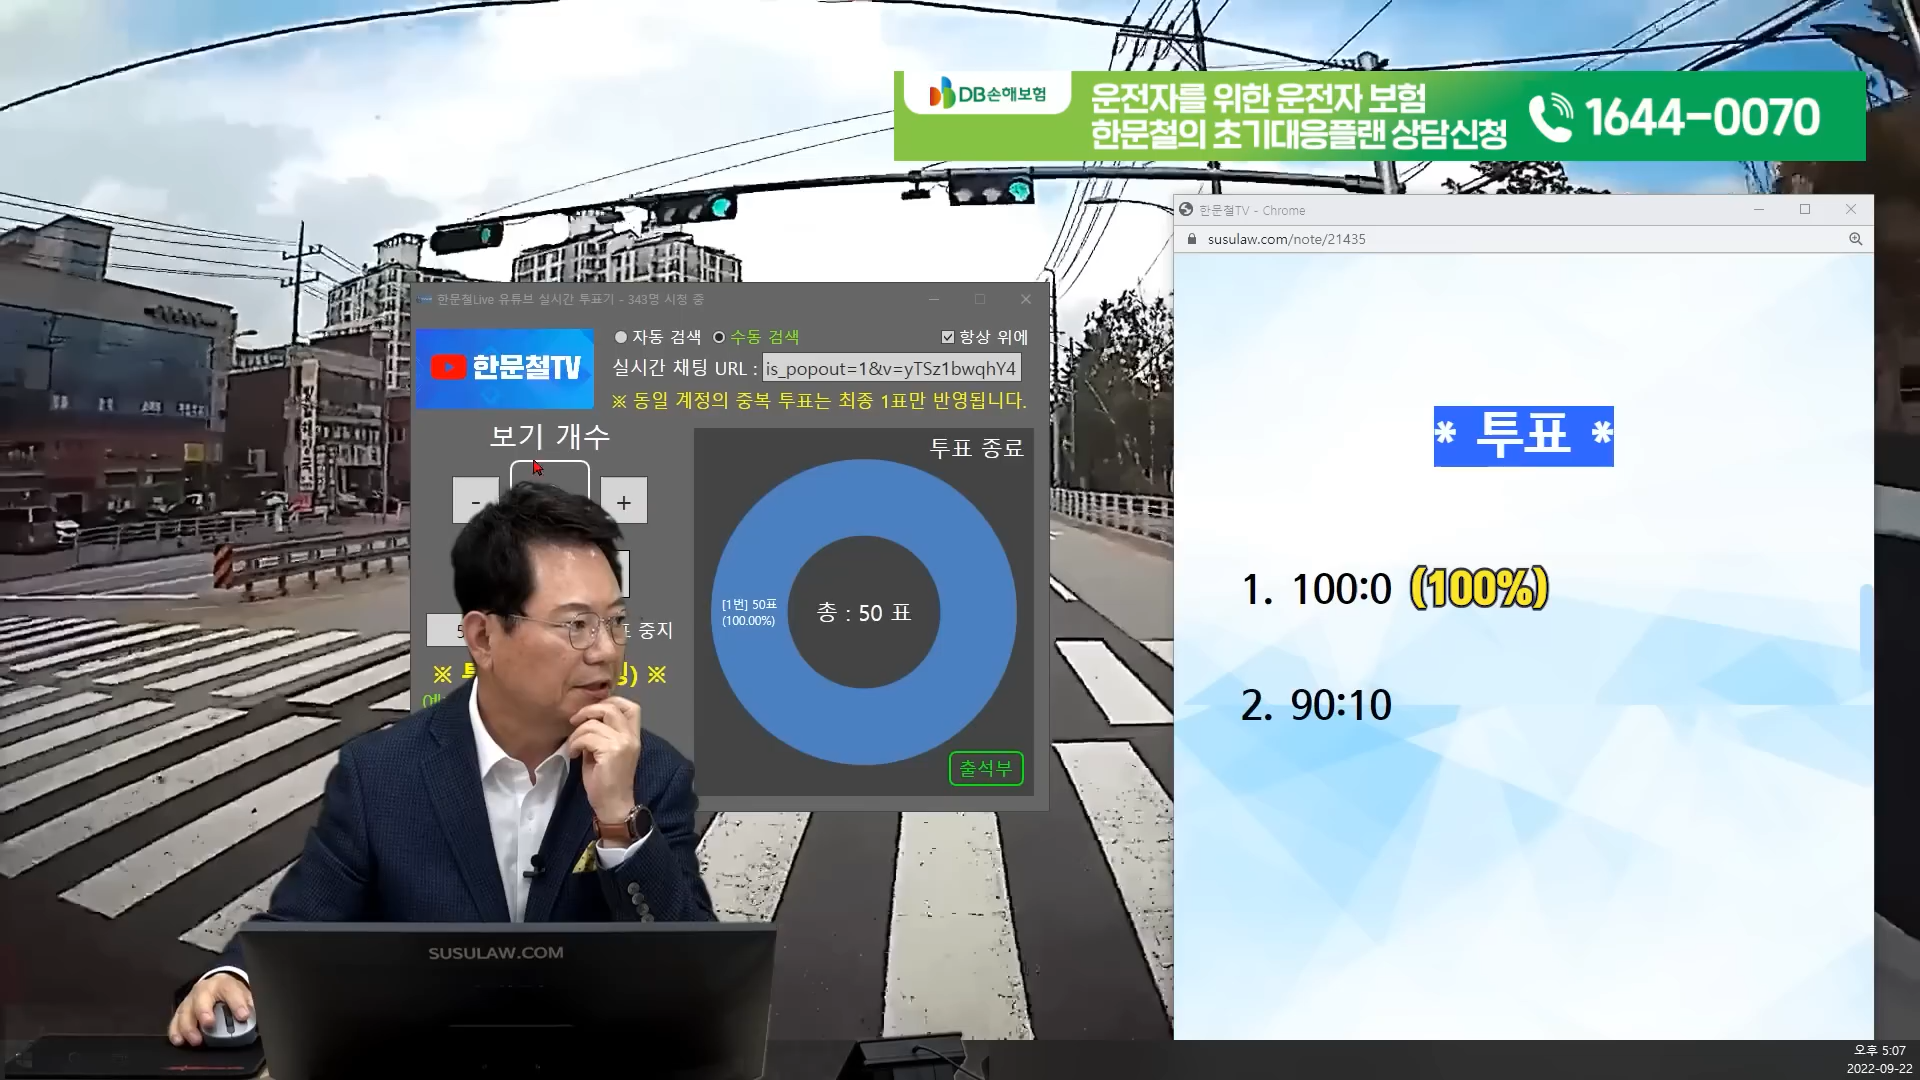 DB손해보험
운전자를 위한 운전자 보험
한문철의 초기대응플랜 상담신청
1644-0070
한문철TV - Chrome
susulaw.com/note/21435
한문철Live 유튜브 실시간 투표기 - 343명 시청 중
한문철TV
자동 검색
수동 검색
항상 위에
실시간 채팅 URL :
is_popout=1&v=yTSz1bwqhY4
※ 동일 계정의 중복 투표는 최종 1표만 반영됩니다.
보기 개수
-
+
투표 종료
[1번] 50표
(100.00%)
총 : 50 표
중지
※
※
출석부
* 투표 *
1. 100:0 (100%)
2. 90:10
SUSULAW.COM
오후 5:07
2022-09-22